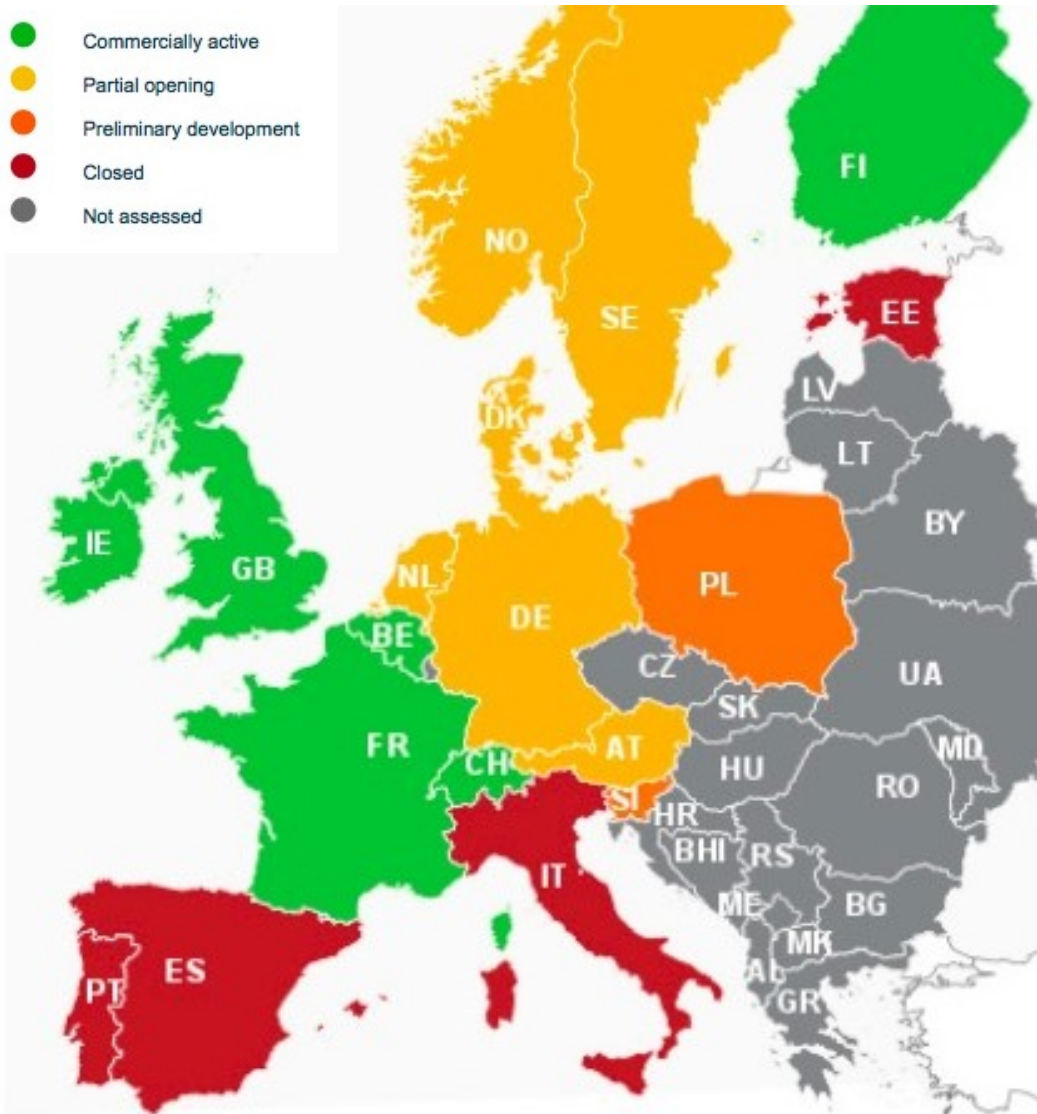 Commercially active
Partial opening
Preliminary development
Closed
Not assessed
FI
NO
SE
EE
DK
LV
LT
BY
IE
GB
NL
BE
DE
PL
CZ
UA
SK
FR
CH
AT
HU
MD
SI
HR
RO
BHI
RS
IT
ME
BG
MK
PT
ES
AL
GR